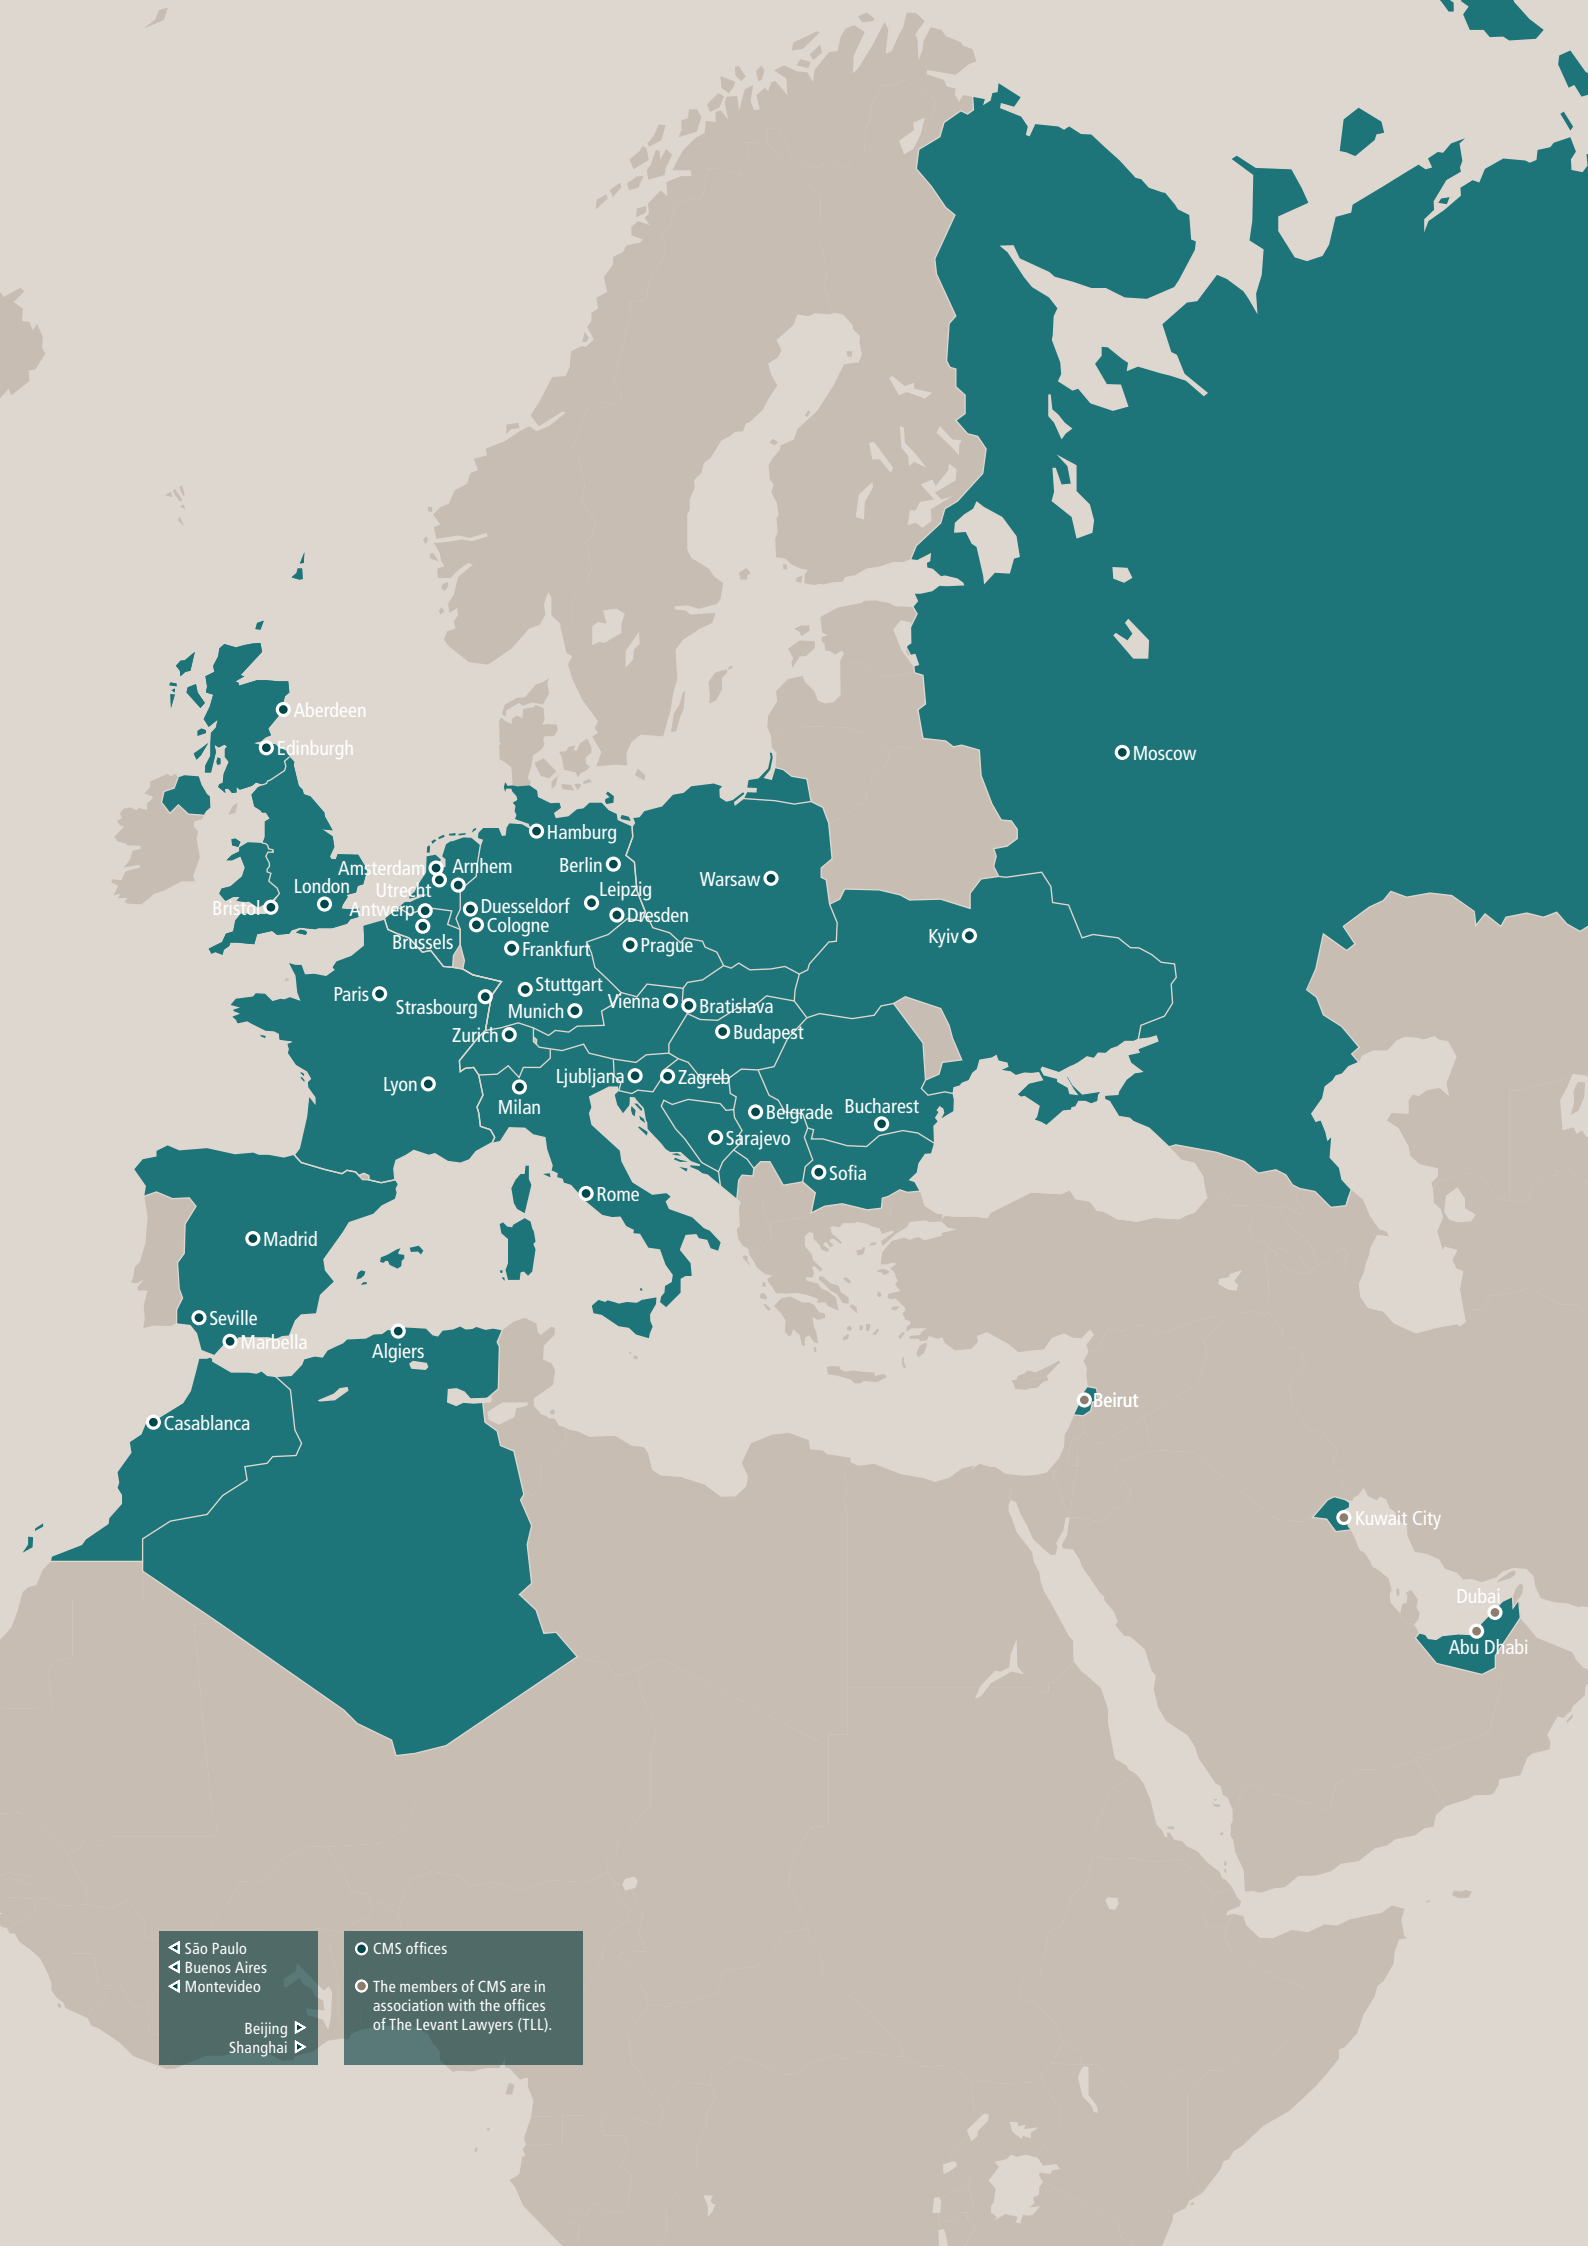 Aberdeen
Edinburgh
Moscow
Hamburg
Amsterdam
Arnhem
Berlin
Warsaw
Utrecht
London
Leipzig
Bristol
Antwerp
Duesseldorf
Dresden
Cologne
Kyiv
Brussels
Frankfurt
Prague
Paris
Stuttgart
Strasbourg
Munich
Vienna
Bratislava
Zurich
Budapest
Lyon
Ljubljana
Zagreb
Milan
Belgrade
Bucharest
Sarajevo
Sofia
Rome
Madrid
Seville
Marbella
Algiers
Beirut
Casablanca
Kuwait City
Dubai
Abu Dhabi
São Paulo
Buenos Aires
Montevideo
Beijing
Shanghai
CMS offices
The members of CMS are in
association with the offices
of The Levant Lawyers (TLL).